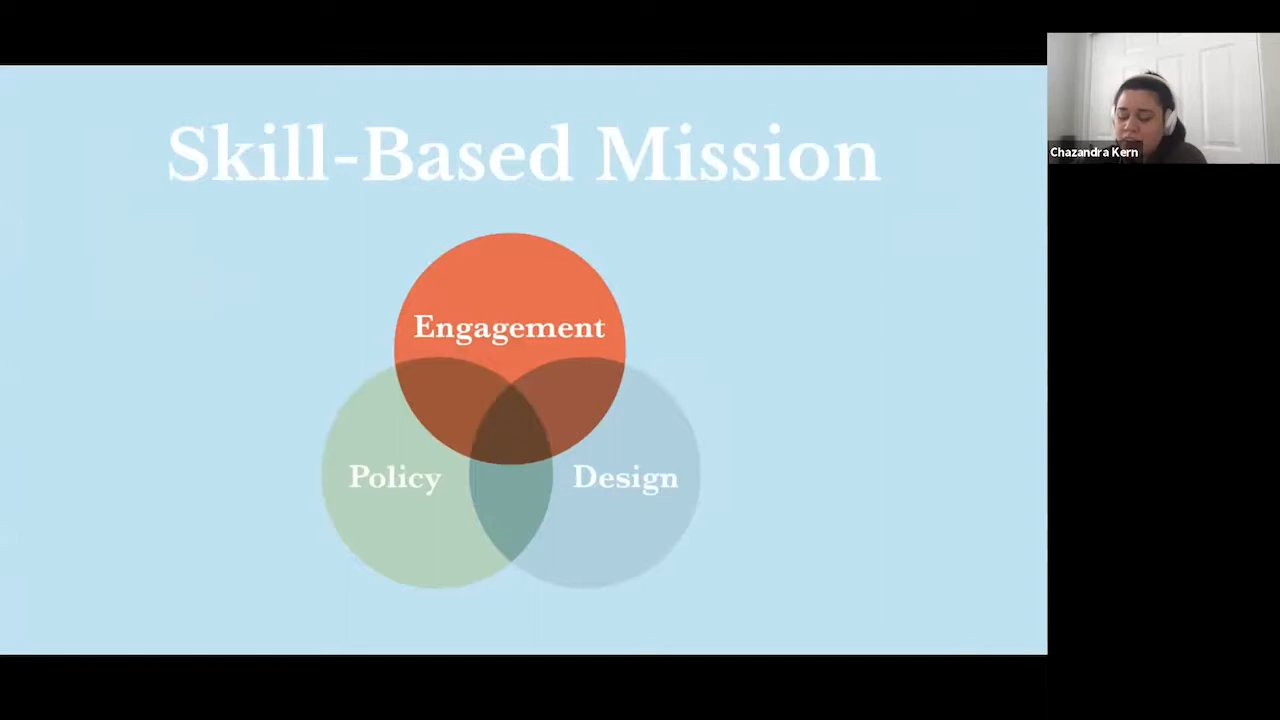 Skill-Based Mission
Engagement
Policy
Design
Chazandra Kern